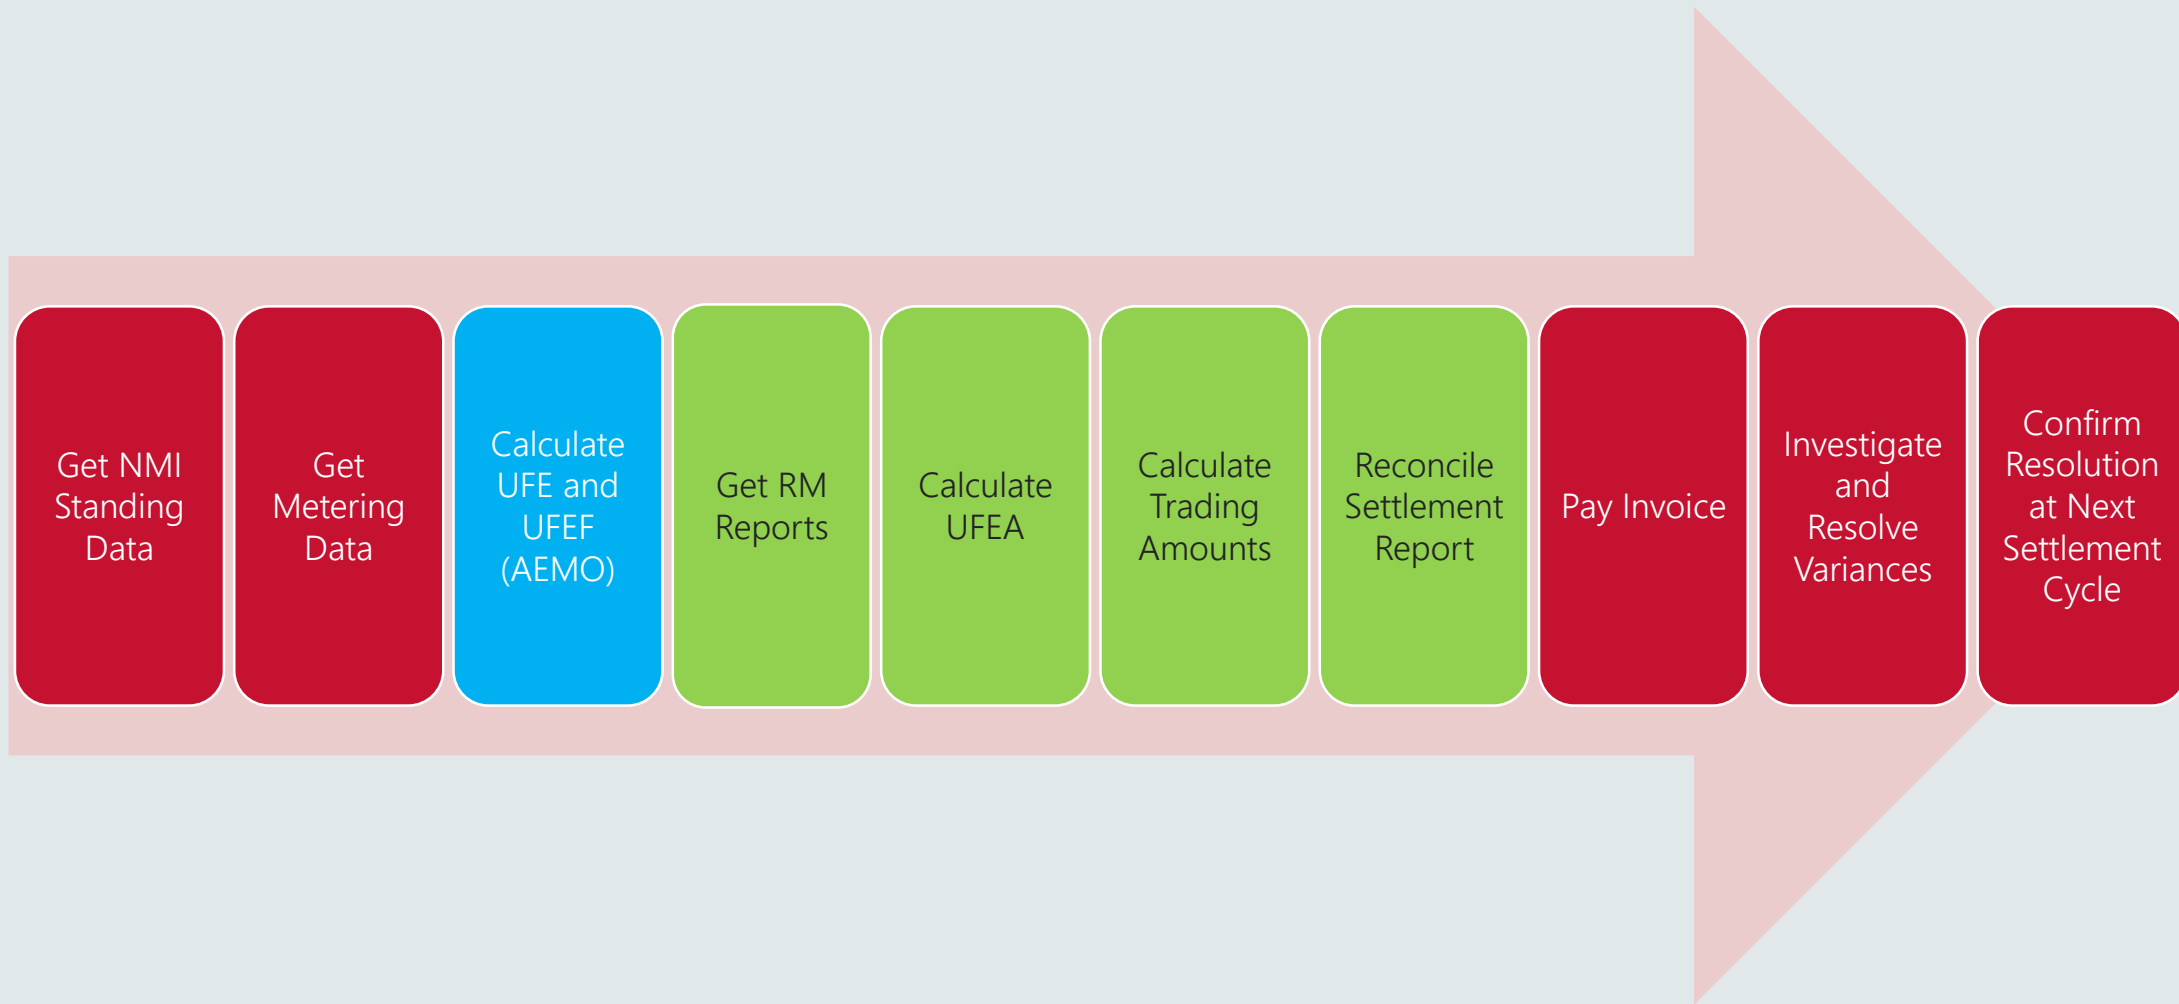 Get NMI
Standing
Data
Get
Metering
Data
Calculate
UFE and
UFEF
(AEMO)
Get RM
Reports
Calculate
UFEA
Calculate
Trading
Amounts
Reconcile
Settlement
Report
Pay Invoice
Investigate
and
Resolve
Variances
Confirm
Resolution
at Next
Settlement
Cycle